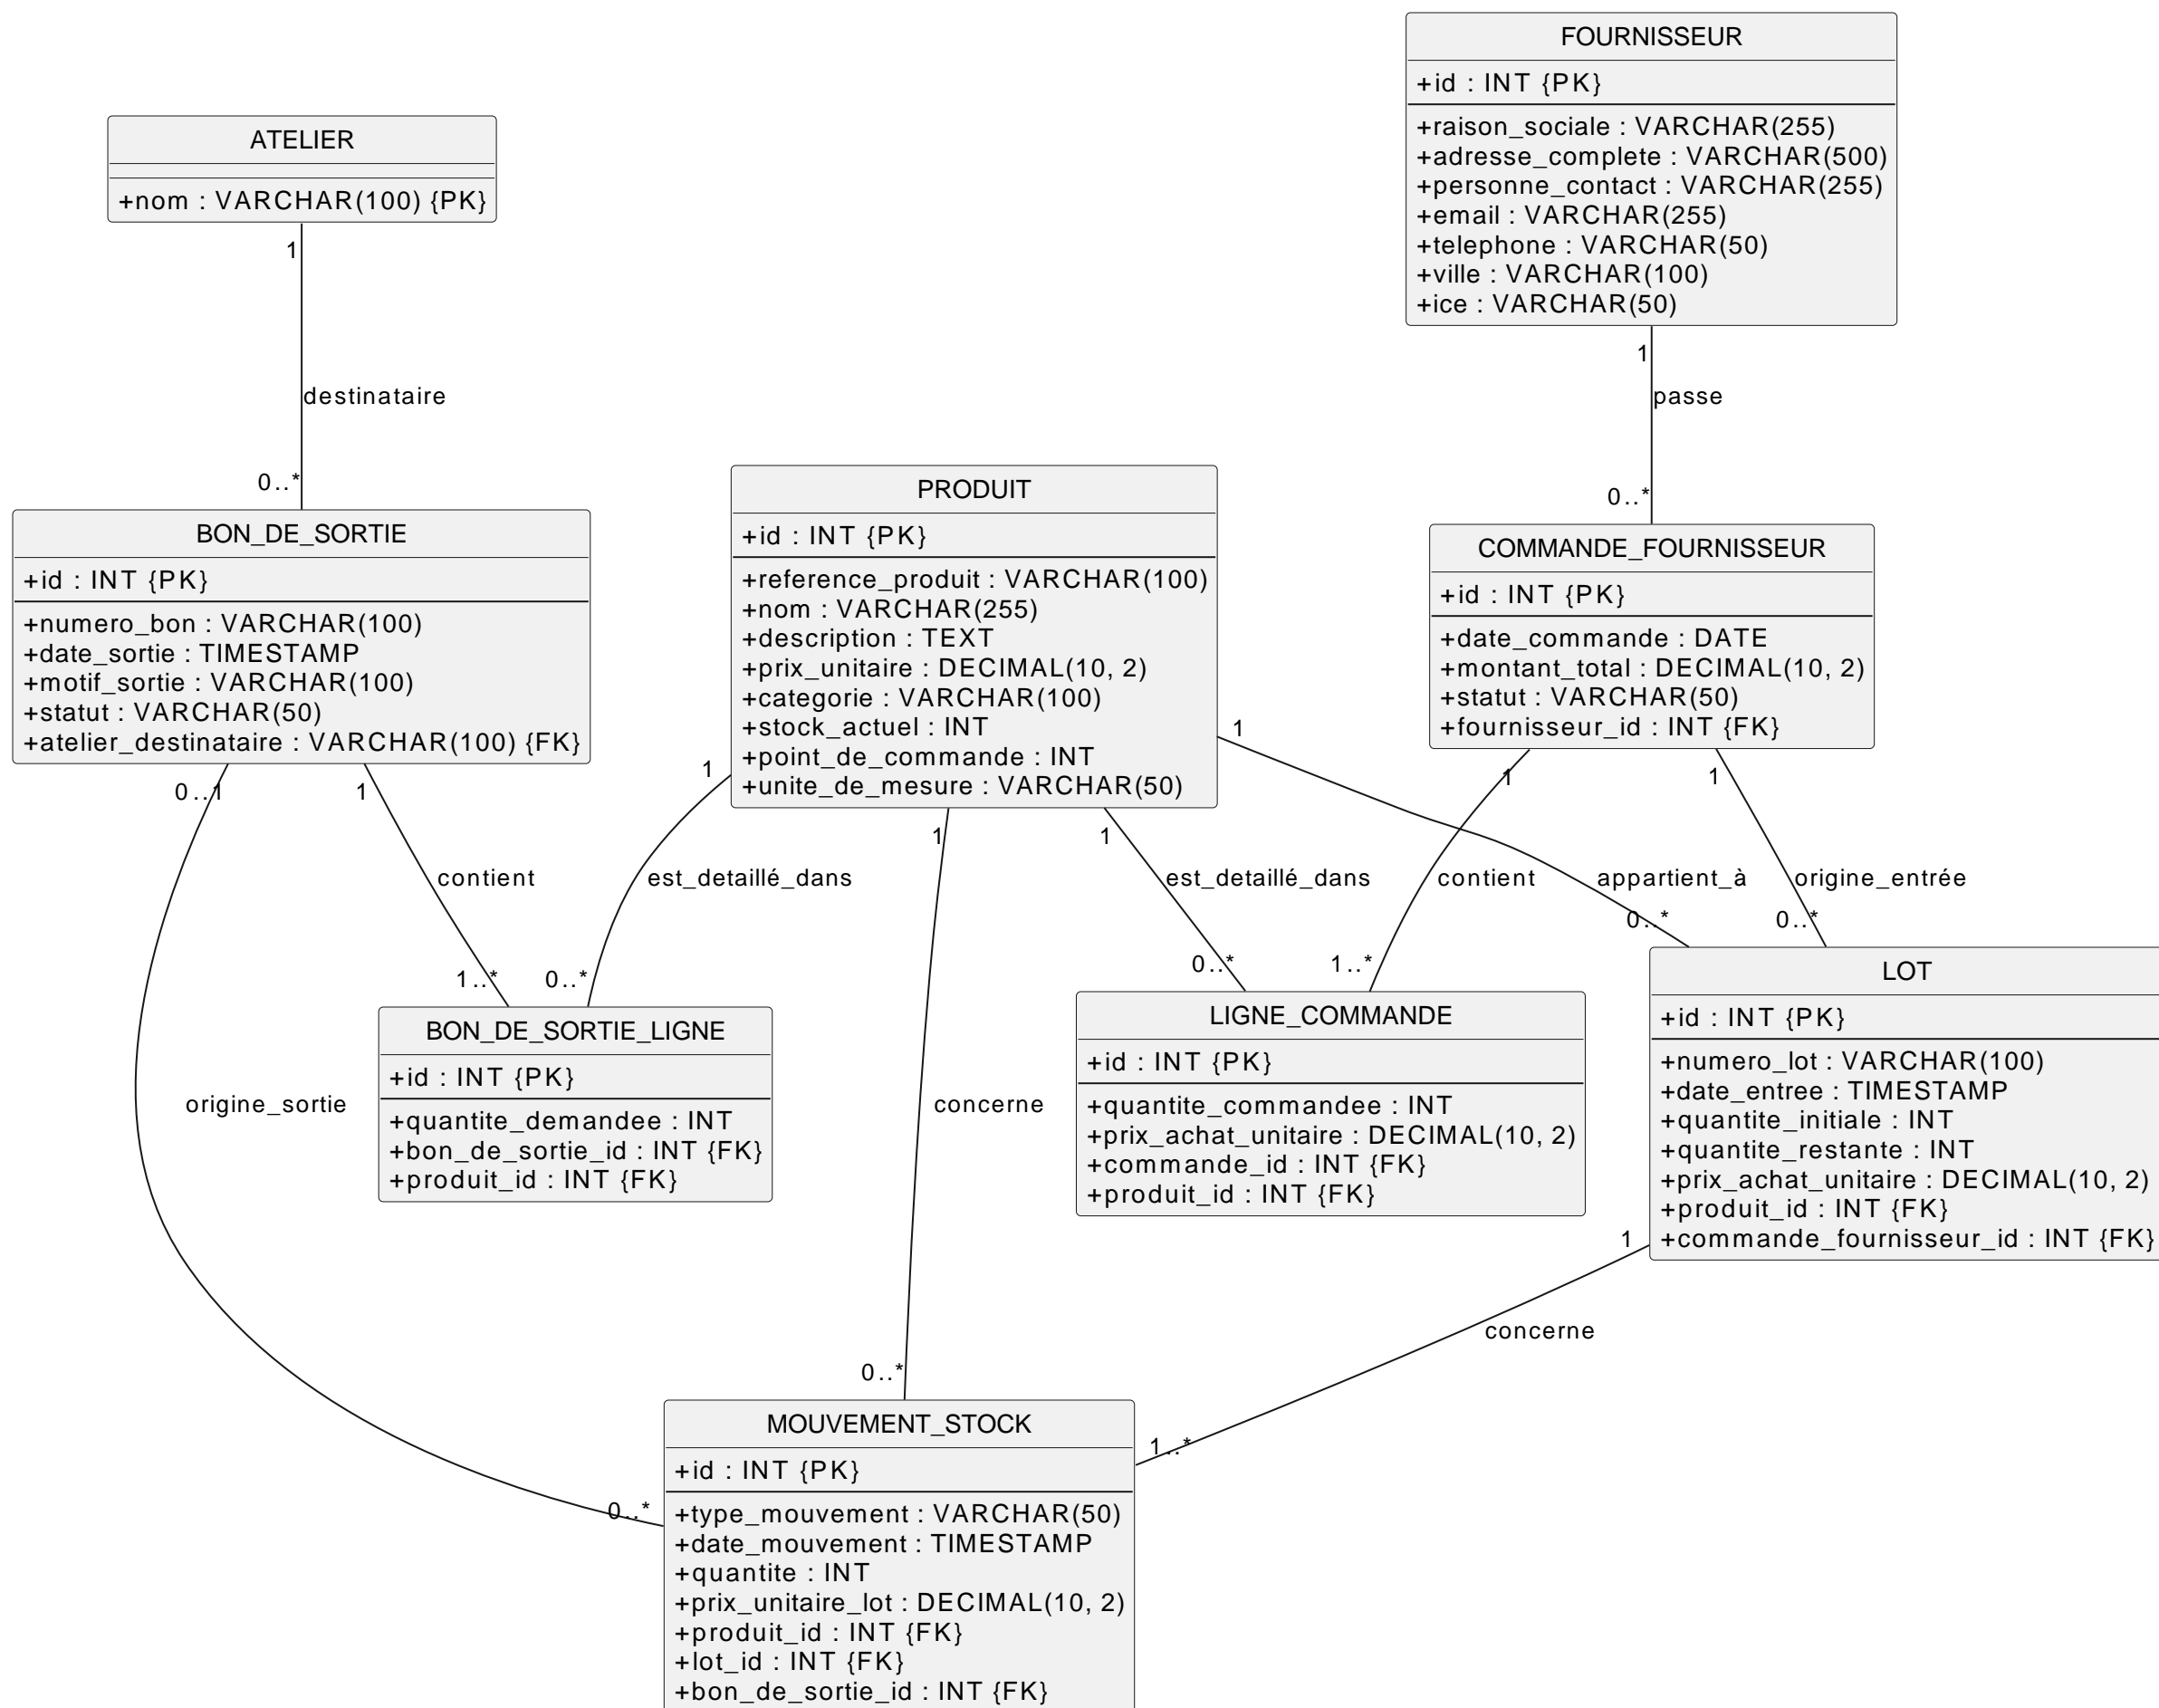 FOURNISSEUR
+id : INT {PK}
+raison_sociale : VARCHAR(255)
+adresse_complete : VARCHAR(500)
+personne_contact : VARCHAR(255)
+email : VARCHAR(255)
+telephone : VARCHAR(50)
+ville : VARCHAR(100)
+ice : VARCHAR(50)
ATELIER
+nom : VARCHAR(100) {PK}
1
destinataire
0..*
1
passe
0..*
BON_DE_SORTIE
+id : INT {PK}
+numero_bon : VARCHAR(100)
+date_sortie : TIMESTAMP
+motif_sortie : VARCHAR(100)
+statut : VARCHAR(50)
+atelier_destinataire : VARCHAR(100) {FK}
PRODUIT
+id : INT {PK}
+reference_produit : VARCHAR(100)
+nom : VARCHAR(255)
+description : TEXT
+prix_unitaire : DECIMAL(10, 2)
+categorie : VARCHAR(100)
+stock_actuel : INT
+point_de_commande : INT
+unite_de_mesure : VARCHAR(50)
COMMANDE_FOURNISSEUR
+id : INT {PK}
+date_commande : DATE
+montant_total : DECIMAL(10, 2)
+statut : VARCHAR(50)
+fournisseur_id : INT {FK}
0..1
1
1
1
1
1
1
1
contient
est_detaillé_dans
est_detaillé_dans
contient
appartient_à
origine_entrée
1..*
0..*
0..*
1..*
0..*
0..*
BON_DE_SORTIE_LIGNE
+id : INT {PK}
+quantite_demandee : INT
+bon_de_sortie_id : INT {FK}
+produit_id : INT {FK}
LIGNE_COMMANDE
+id : INT {PK}
+quantite_commandee : INT
+prix_achat_unitaire : DECIMAL(10, 2)
+commande_id : INT {FK}
+produit_id : INT {FK}
LOT
+id : INT {PK}
+numero_lot : VARCHAR(100)
+date_entree : TIMESTAMP
+quantite_initiale : INT
+quantite_restante : INT
+prix_achat_unitaire : DECIMAL(10, 2)
+produit_id : INT {FK}
+commande_fournisseur_id : INT {FK}
origine_sortie
concerne
1
concerne
0..*
1..*
0..*
MOUVEMENT_STOCK
+id : INT {PK}
+type_mouvement : VARCHAR(50)
+date_mouvement : TIMESTAMP
+quantite : INT
+prix_unitaire_lot : DECIMAL(10, 2)
+produit_id : INT {FK}
+lot_id : INT {FK}
+bon_de_sortie_id : INT {FK}